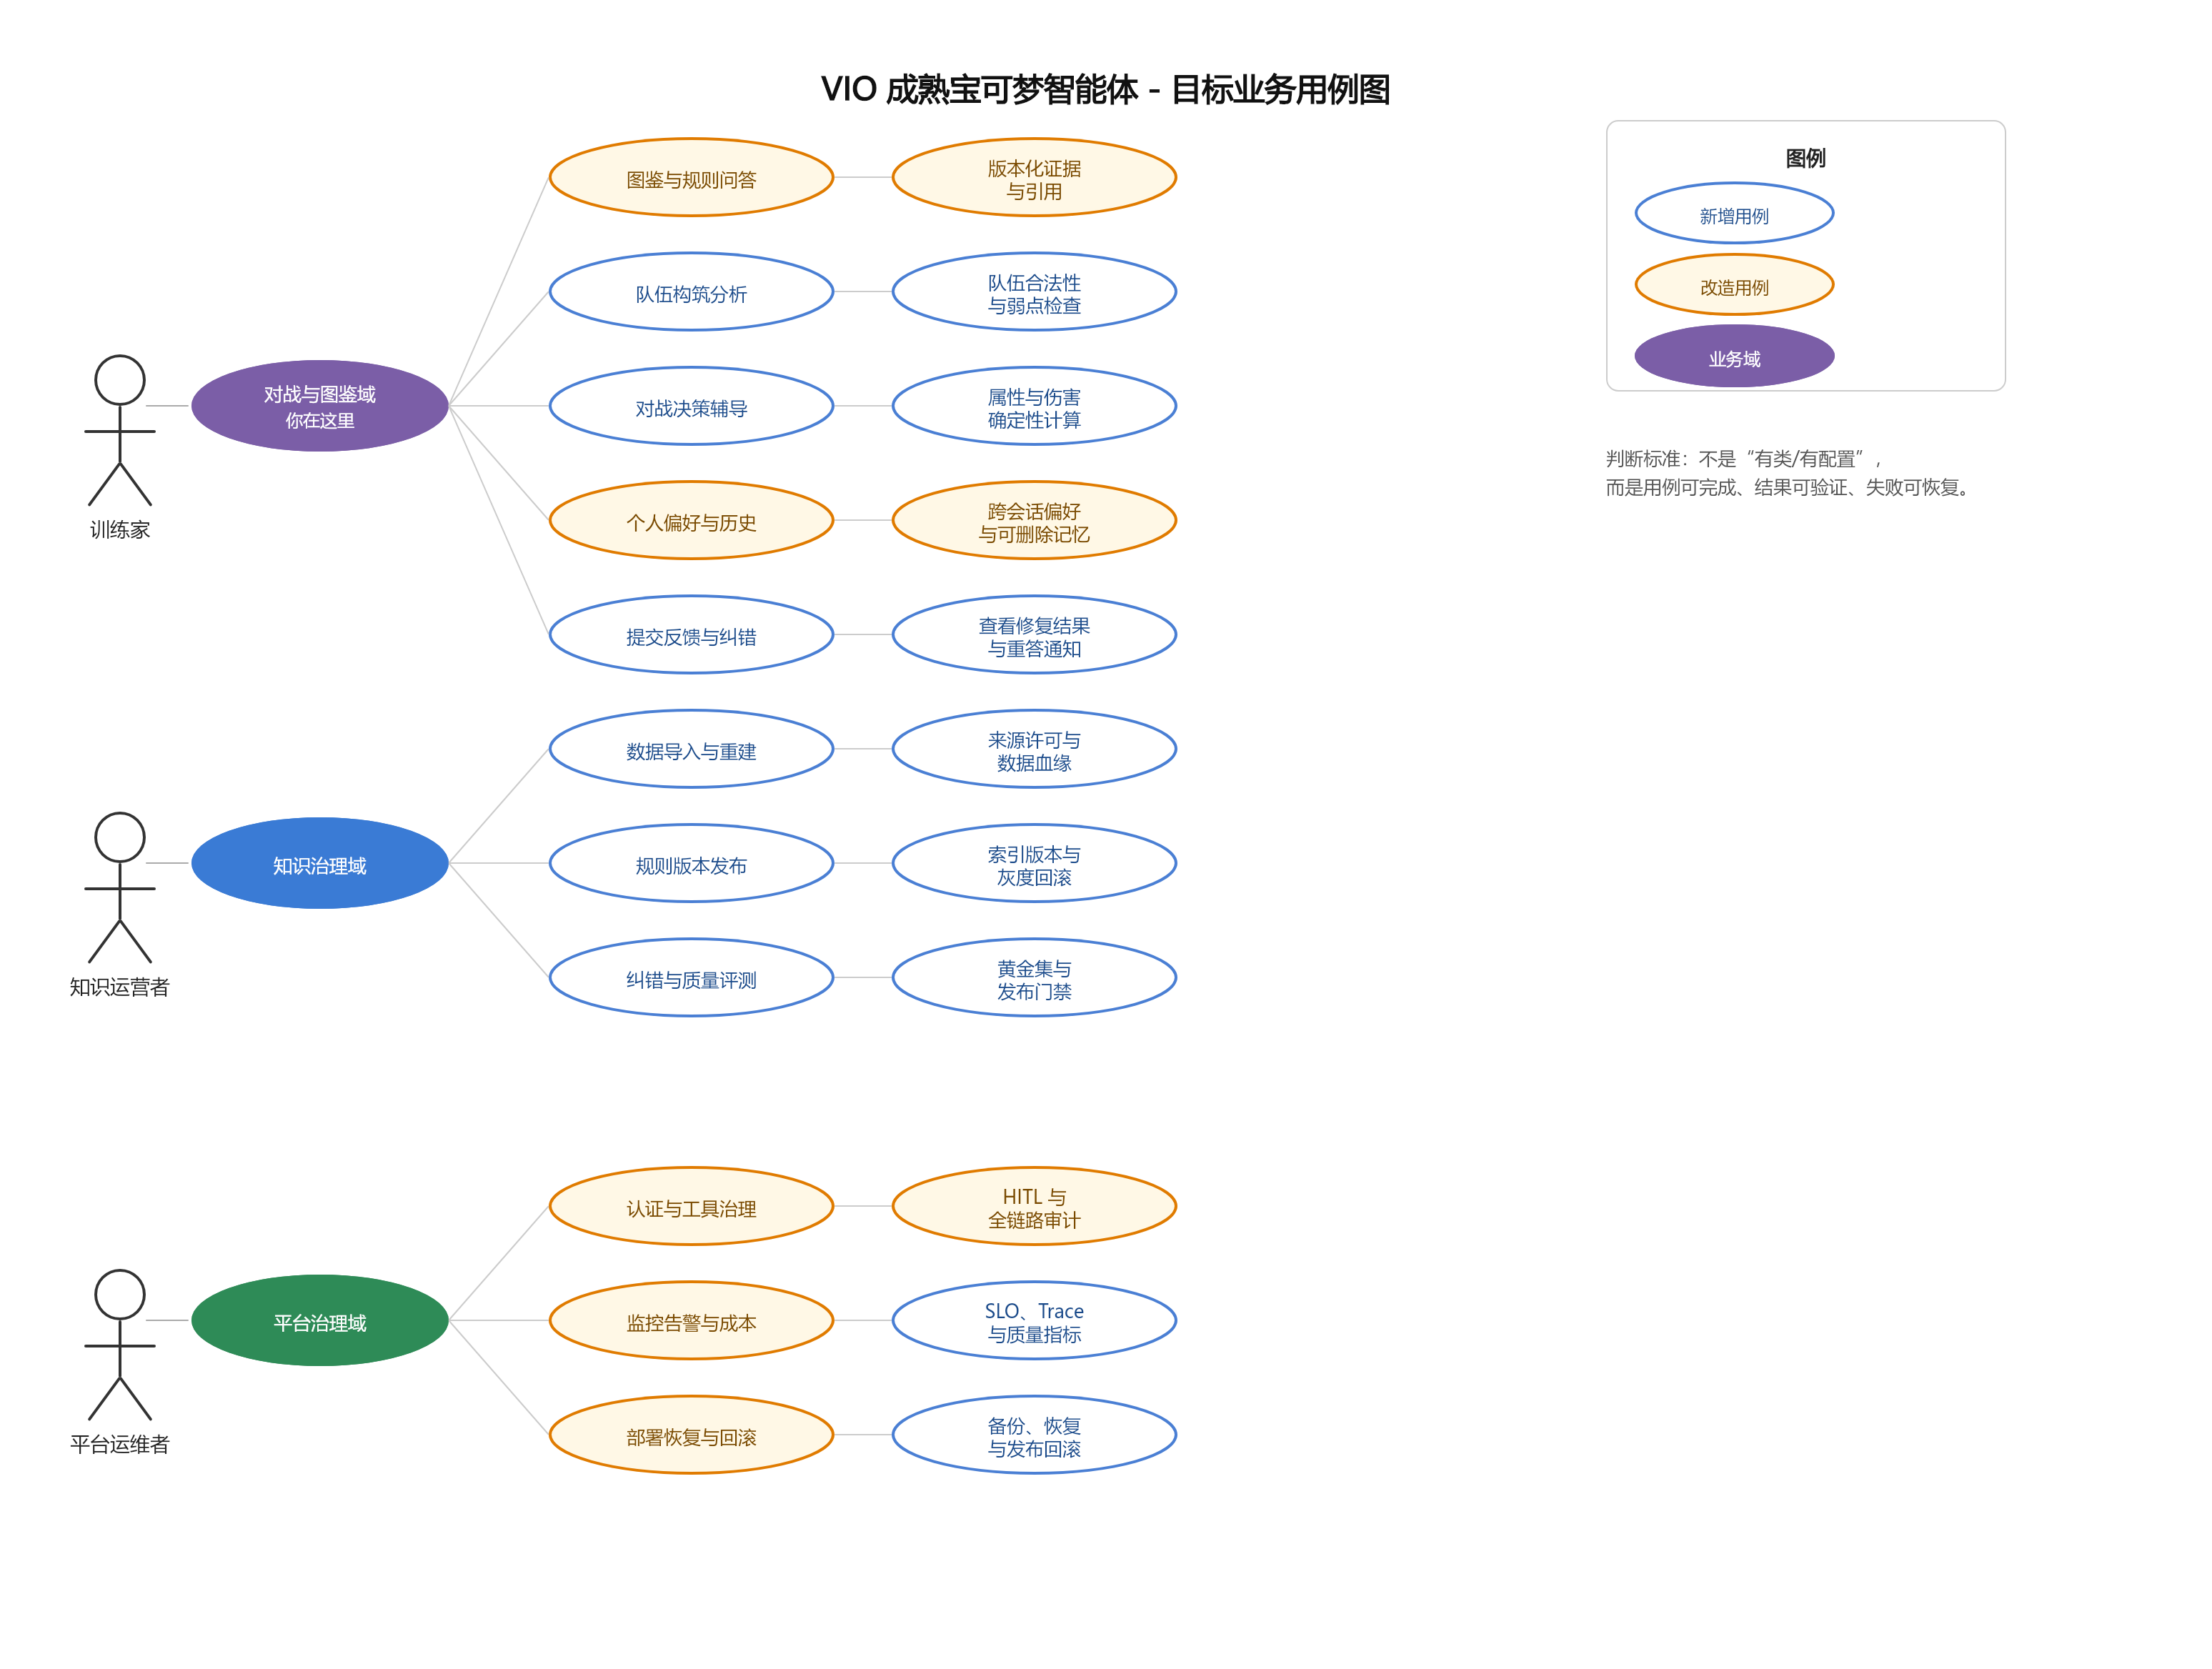 VIO 成熟宝可梦智能体 - 目标业务用例图
图例
新增用例
改造用例
业务域
判断标准：不是“有类/有配置”，
而是用例可完成、结果可验证、失败可恢复。
训练家
对战与图鉴域
你在这里
图鉴与规则问答
版本化证据
与引用
队伍构筑分析
队伍合法性
与弱点检查
对战决策辅导
属性与伤害
确定性计算
个人偏好与历史
跨会话偏好
与可删除记忆
提交反馈与纠错
查看修复结果
与重答通知
知识运营者
知识治理域
数据导入与重建
来源许可与
数据血缘
规则版本发布
索引版本与
灰度回滚
纠错与质量评测
黄金集与
发布门禁
平台运维者
平台治理域
认证与工具治理
HITL 与
全链路审计
监控告警与成本
SLO、Trace
与质量指标
部署恢复与回滚
备份、恢复
与发布回滚